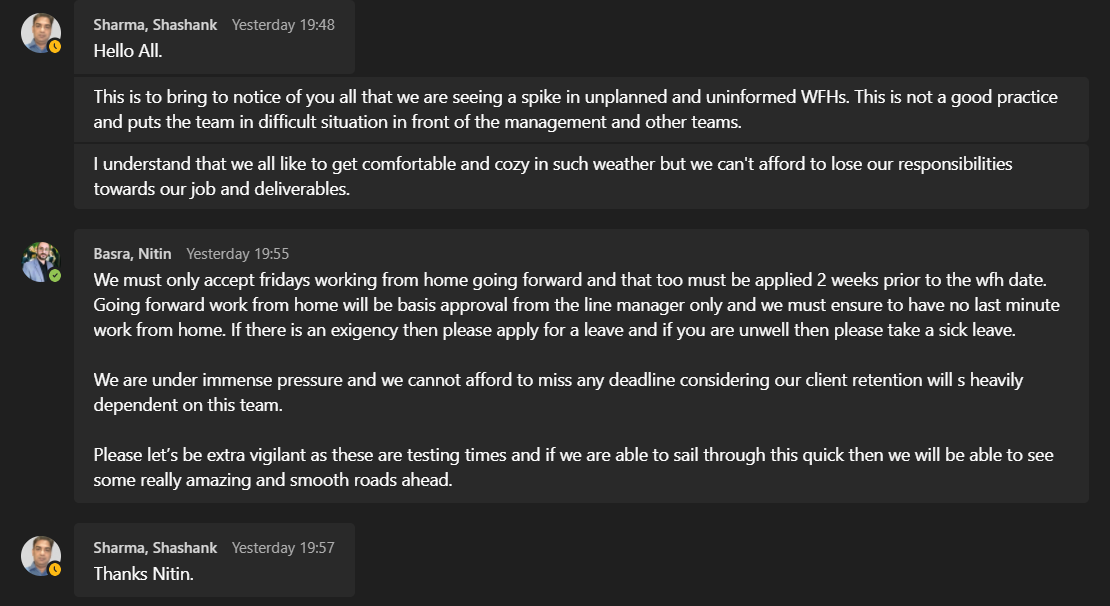 Sharma, Shashank Yesterday 19:48
Hello All.
This is to bring to notice of you all that we are seeing a spike in unplanned and uninformed WFHs. This is not a good practice
and puts the team in difficult situation in front of the management and other teams.
I understand that we all like to get comfortable and cozy in such weather but we can't afford to lose our responsibilities
towards our job and deliverables.
Basra, Nitin Yesterday 19:55
We must only accept fridays working from home going forward and that too must be applied 2 weeks prior to the wfh date.
Going forward work from home will be basis approval from the line manager only and we must ensure to have no last minute
work from home. If there is an exigency then please apply for a leave and if you are unwell then please take a sick leave.
We are under immense pressure and we cannot afford to miss any deadline considering our client retention will s heavily
dependent on this team.
Please let’s be extra vigilant as these are testing times and if we are able to sail through this quick then we will be able to see
some really amazing and smooth roads ahead.
Sharma, Shashank Yesterday 19:57
Thanks Nitin.